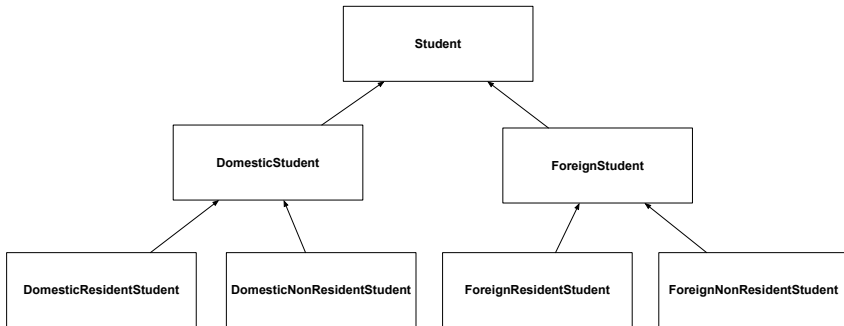 Student
DomesticStudent
ForeignStudent
DomesticResidentStudent
DomesticNonResidentStudent
ForeignResidentStudent
ForeignNonResidentStudent